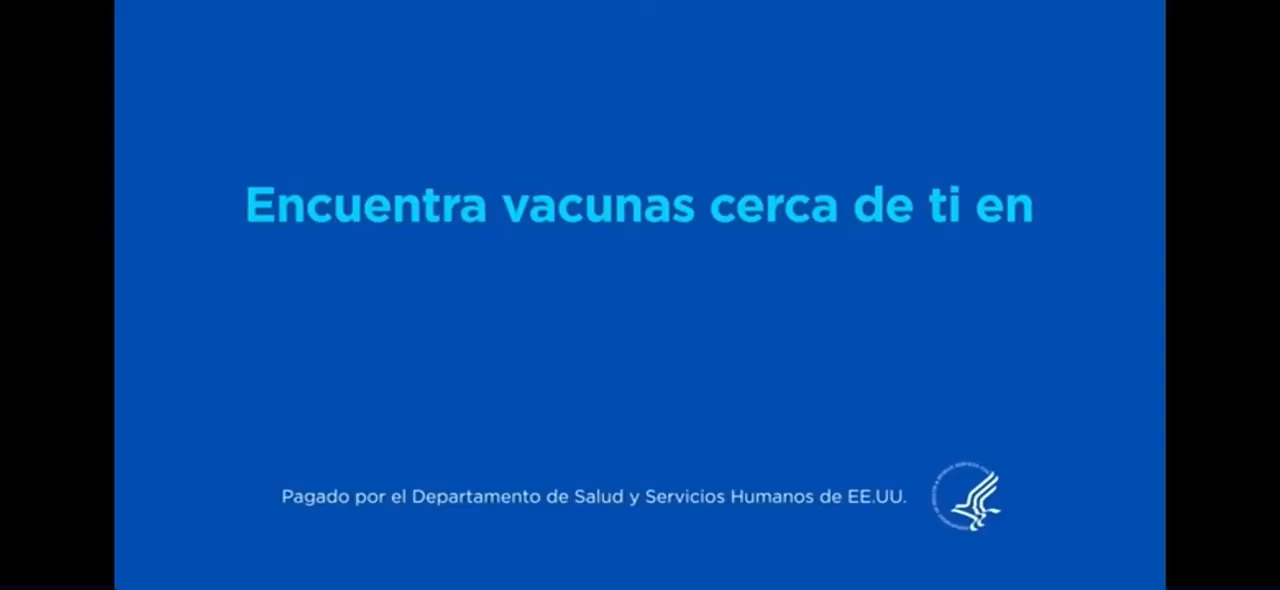 Encuentra vacunas cerca de ti en
Pagado por el Departamento de Salud y Servicios Humanos de EE.UU.